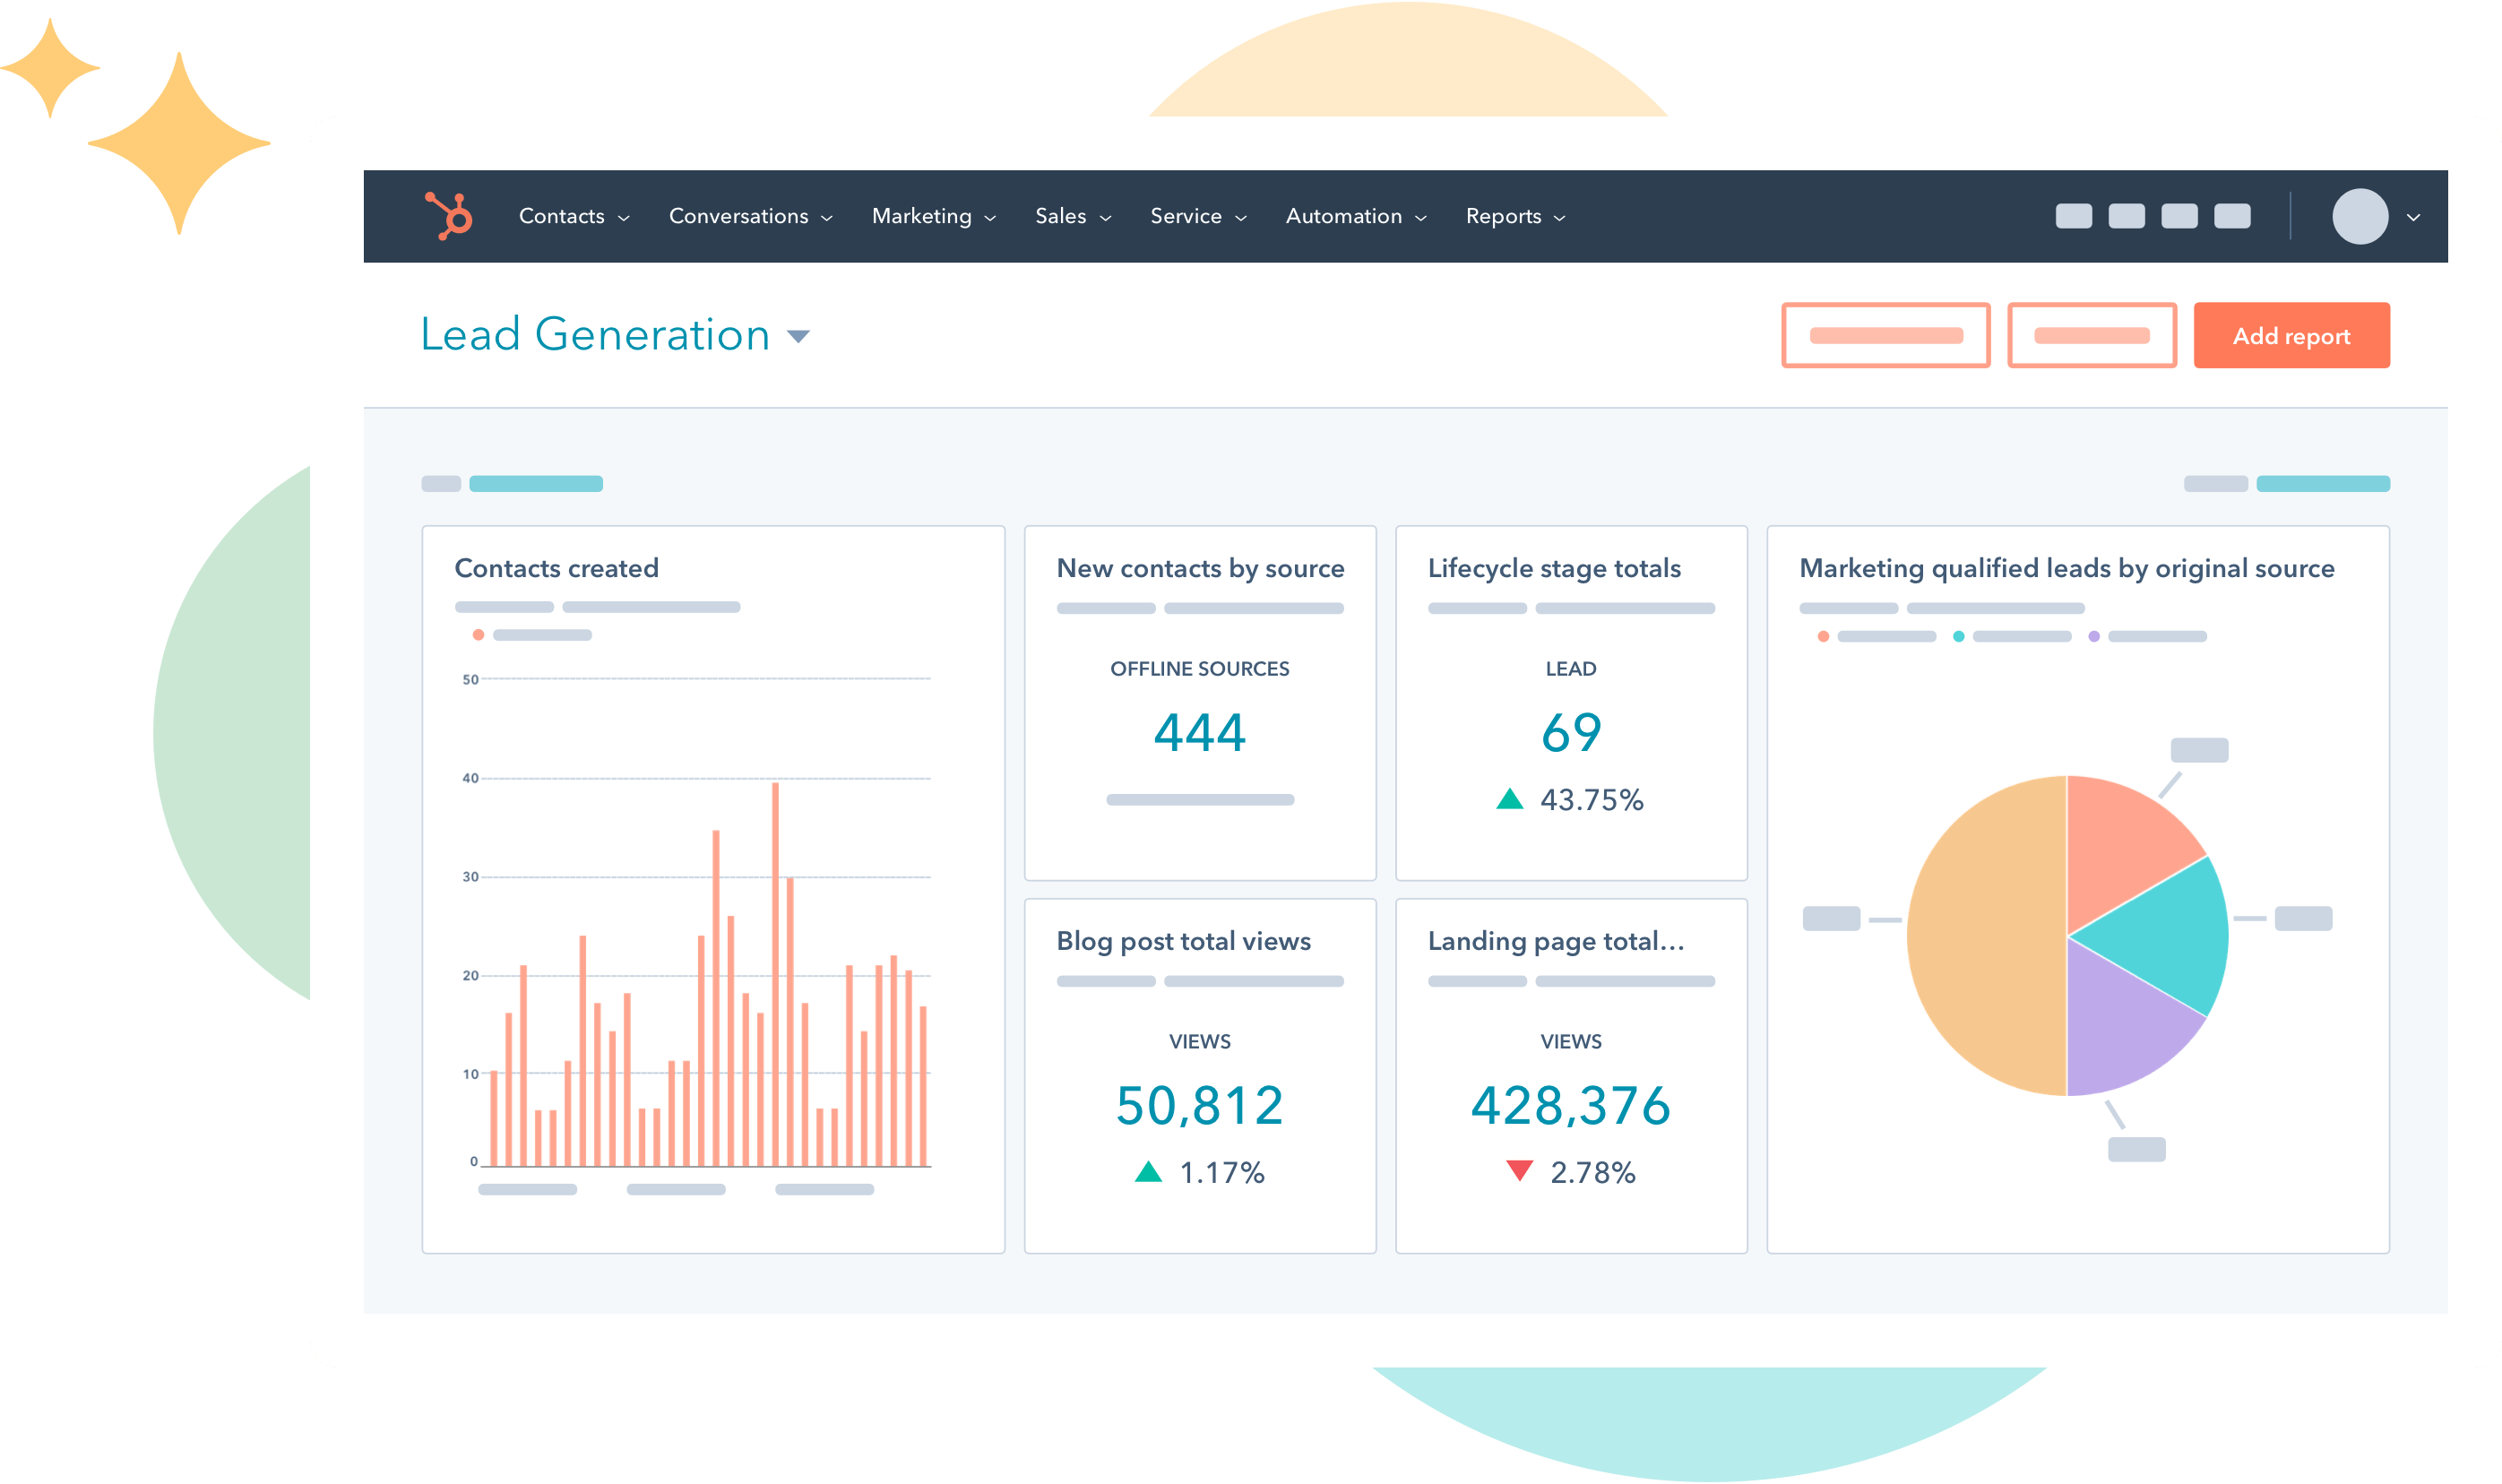 Contacts Conversations Marketing Sales Service Automation Reports
Lead Generation
Add report
Contacts created
50
40
30
20
10
0
New contacts by source
OFFLINE SOURCES
444
Lifecycle stage totals
LEAD
69
43.75%
Blog post total views
VIEWS
50,812
1.17%
Landing page total...
VIEWS
428,376
2.78%
Marketing qualified leads by original source